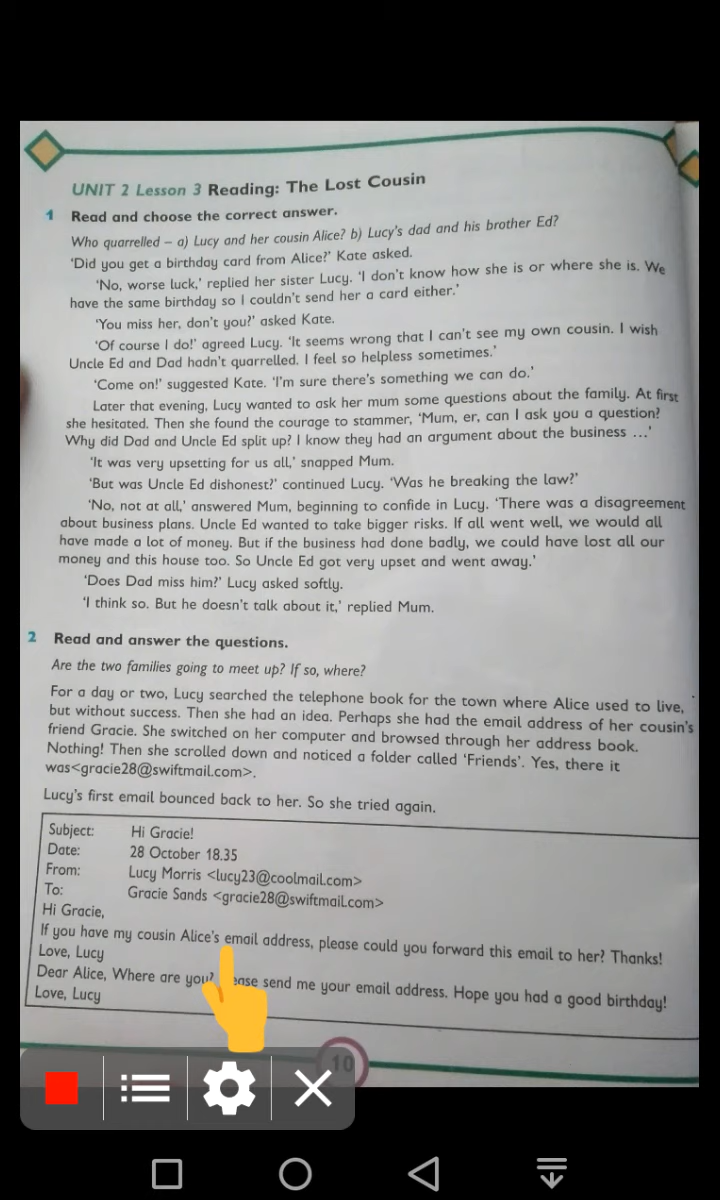 UNIT 2 Lesson 3 Reading: The Lost Cousin
1 Read and choose the correct answer.
Who quarrelled – a) Lucy and her cousin Alice? b) Lucy's dad and his brother Ed?
'Did you get a birthday card from Alice?' Kate asked.
'No, worse luck,' replied her sister Lucy. 'I don't know how she is or where she is. We
have the same birthday so I couldn't send her a card either.'
'You miss her, don't you?' asked Kate.
'Of course I do!' agreed Lucy. 'It seems wrong that I can't see my own cousin. I wish
Uncle Ed and Dad hadn't quarrelled. I feel so helpless sometimes.'
'Come on!' suggested Kate. 'I'm sure there's something we can do.'
Later that evening, Lucy wanted to ask her mum some questions about the family. At first
she hesitated. Then she found the courage to stammer, 'Mum, er, can I ask you a question?
Why did Dad and Uncle Ed split up? I know they had an argument about the business ...'
'It was very upsetting for us all,' snapped Mum.
'But was Uncle Ed dishonest?' continued Lucy. 'Was he breaking the law?'
'No, not at all,' answered Mum, beginning to confide in Lucy. 'There was a disagreement
about business plans. Uncle Ed wanted to take bigger risks. If all went well, we would all
have made a lot of money. But if the business had done badly, we could have lost all our
money and this house too. So Uncle Ed got very upset and went away.'
'Does Dad miss him?' Lucy asked softly.
'I think so. But he doesn't talk about it,' replied Mum.
2 Read and answer the questions.
Are the two families going to meet up? If so, where?
For a day or two, Lucy searched the telephone book for the town where Alice used to live,
but without success. Then she had an idea. Perhaps she had the email address of her cousin's
friend Gracie. She switched on her computer and browsed through her address book.
Nothing! Then she scrolled down and noticed a folder called 'Friends'. Yes, there it
was<gracie28@swiftmail.com>.
Lucy's first email bounced back to her. So she tried again.
Subject: Hi Gracie!
Date: 28 October 18.35
From: Lucy Morris <lucy23@coolmail.com>
To: Gracie Sands <gracie28@swiftmail.com>
Hi Gracie,
If you have my cousin Alice's email address, please could you forward this email to her? Thanks!
Love, Lucy
Dear Alice, Where are you? send me your email address. Hope you had a good birthday!
Love, Lucy
10